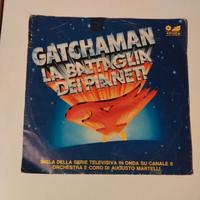 GATCHAMAN
LA BATTAGLIA
DEI PIANETI
SIGLA DELLA SERIE TELEVISIVA IN ONDA SU CANALE 5
ORCHESTRA E CORO DI AUGUSTO MARTELLI